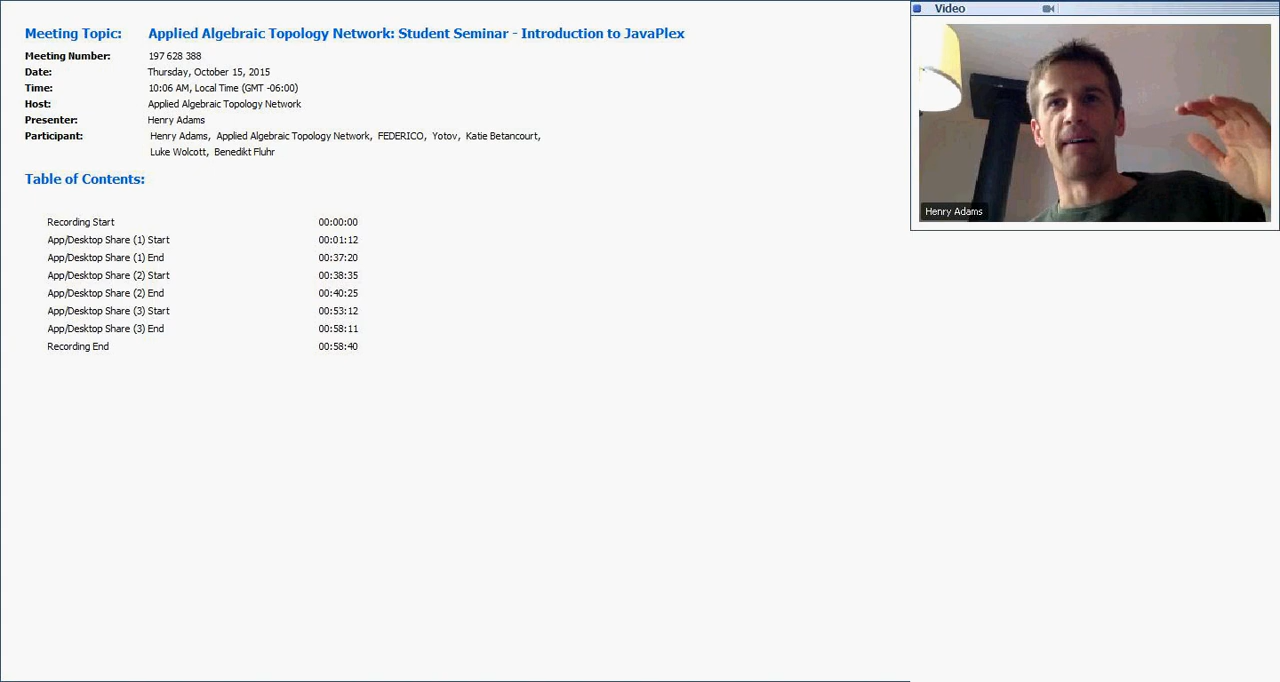 Meeting Topic: Applied Algebraic Topology Network: Student Seminar - Introduction to JavaPlex
Meeting Number: 197 628 388
Date: Thursday, October 15, 2015
Time: 10:06 AM, Local Time (GMT -06:00)
Host: Applied Algebraic Topology Network
Presenter: Henry Adams
Participant: Henry Adams, Applied Algebraic Topology Network, FEDERICO, Yotov, Katie Betancourt,
Luke Wolcott, Benedikt Fluhr
Table of Contents:
Recording Start 00:00:00
App/Desktop Share (1) Start 00:01:12
App/Desktop Share (1) End 00:37:20
App/Desktop Share (2) Start 00:38:35
App/Desktop Share (2) End 00:40:25
App/Desktop Share (3) Start 00:53:12
App/Desktop Share (3) End 00:58:11
Recording End 00:58:40
Video
Henry Adams